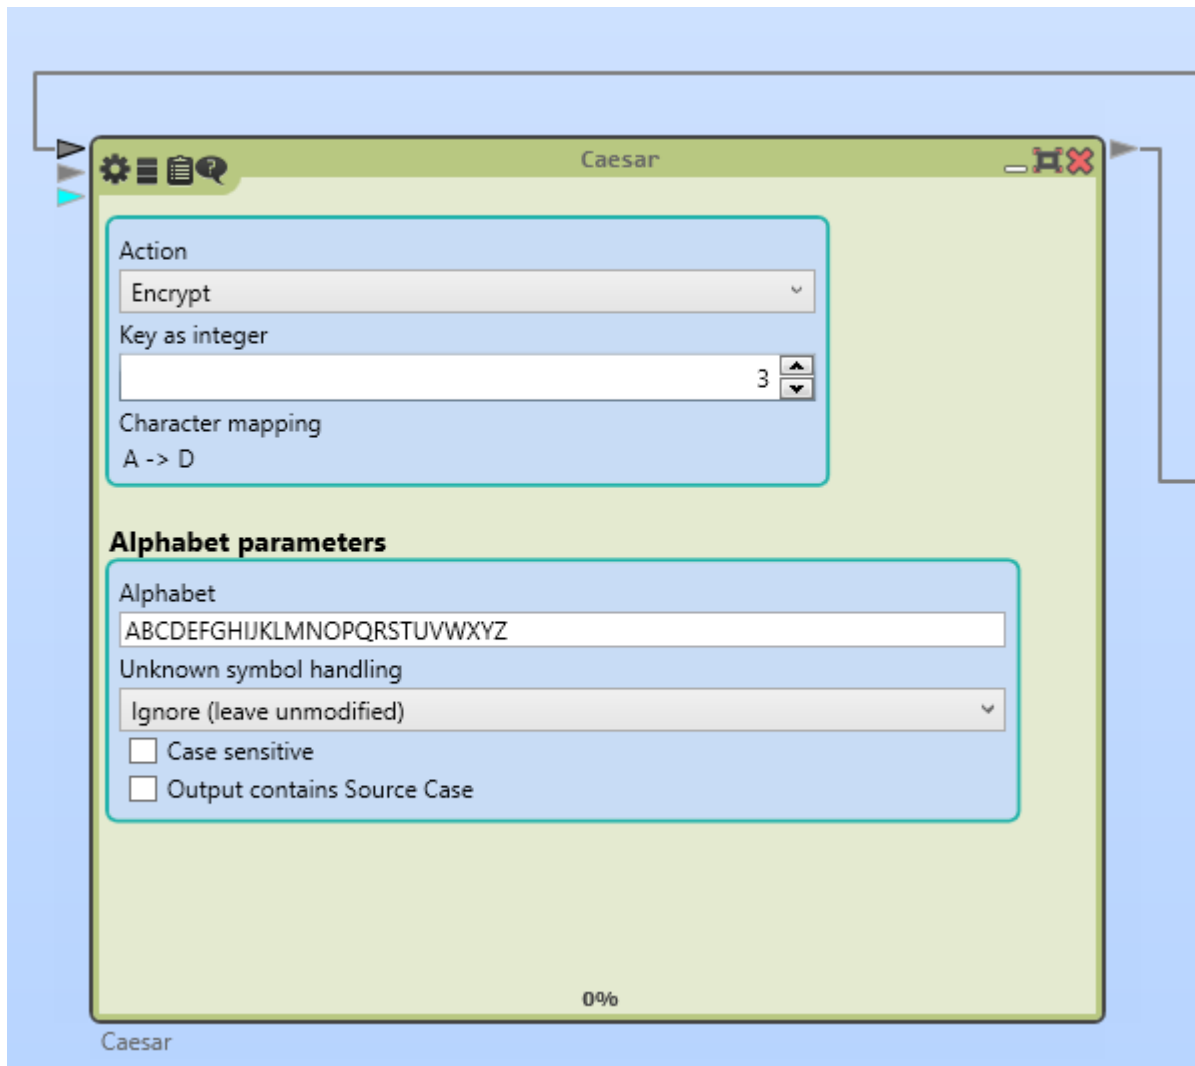 Caesar
Action
Encrypt
Key as integer
3
Character mapping
A -> D
Alphabet parameters
Alphabet
ABCDEFGHIJKLMNOPQRSTUVWXYZ
Unknown symbol handling
Ignore (leave unmodified)
Case sensitive
Output contains Source Case
0%
Caesar